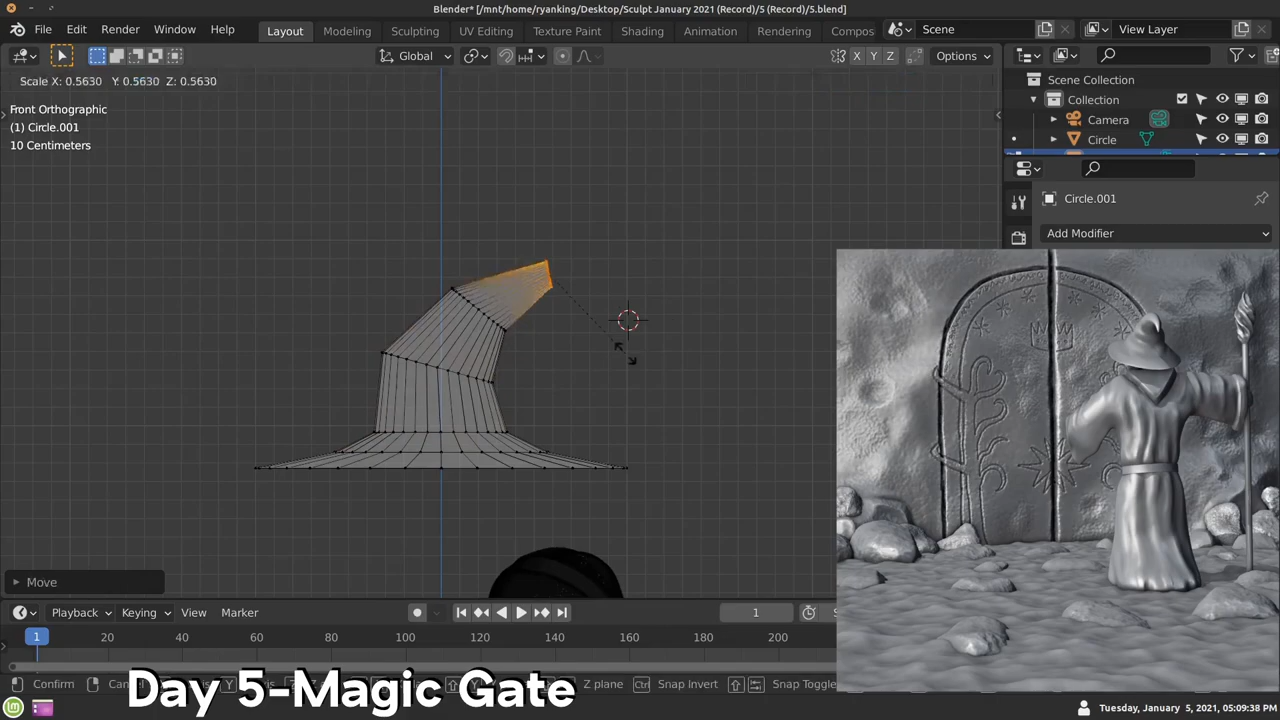 Blender* [/mnt/home/ryanking/Desktop/Sculpt January 2021 (Record)/5 (Record)/5.blend]
File Edit Render Window Help Layout Modeling Sculpting UV Editing Texture Paint Shading Animation Rendering Compos Scene View Layer
Global X Y Z Options
Scale X: 0.5630 Y: 0.5630 Z: 0.5630
Scene Collection
Front Orthographic
Collection
(1) Circle.001
Camera
10 Centimeters
Circle
Circle.001
Add Modifier
Move
Playback Keying View Marker 1
1 20 40 60 80 100 120 140 160 180 200
Confirm Z plane Ctrl Snap Invert Snap Toggle
Day 5-Magic Gate
Tuesday, January 5, 2021, 05:09:38 PM